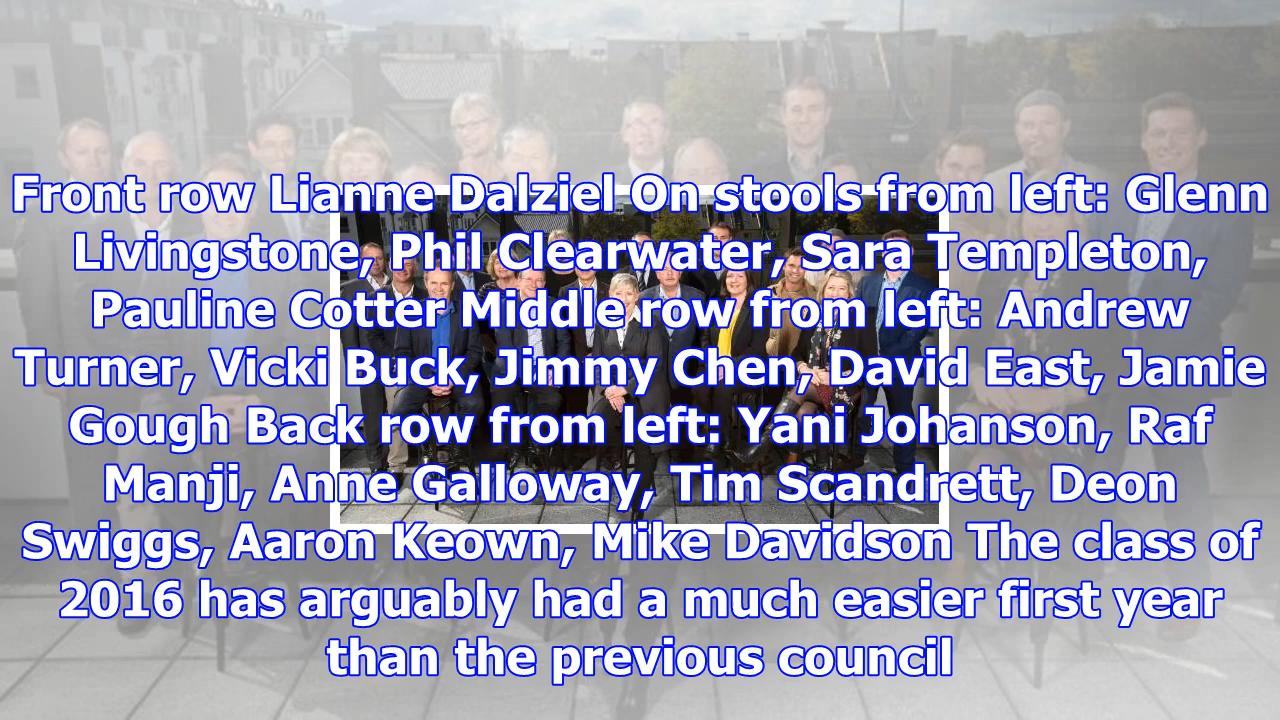 Front row Lianne Dalziel On stools from left: Glenn
Livingstone, Phil Clearwater, Sara Templeton,
Pauline Cotter Middle row from left: Andrew
Turner, Vicki Buck, Jimmy Chen, David East, Jamie
Gough Back row from left: Yani Johanson, Raf
Manji, Anne Galloway, Tim Scandrett, Deon
Swiggs, Aaron Keown, Mike Davidson The class of
2016 has arguably had a much easier first year
than the previous council